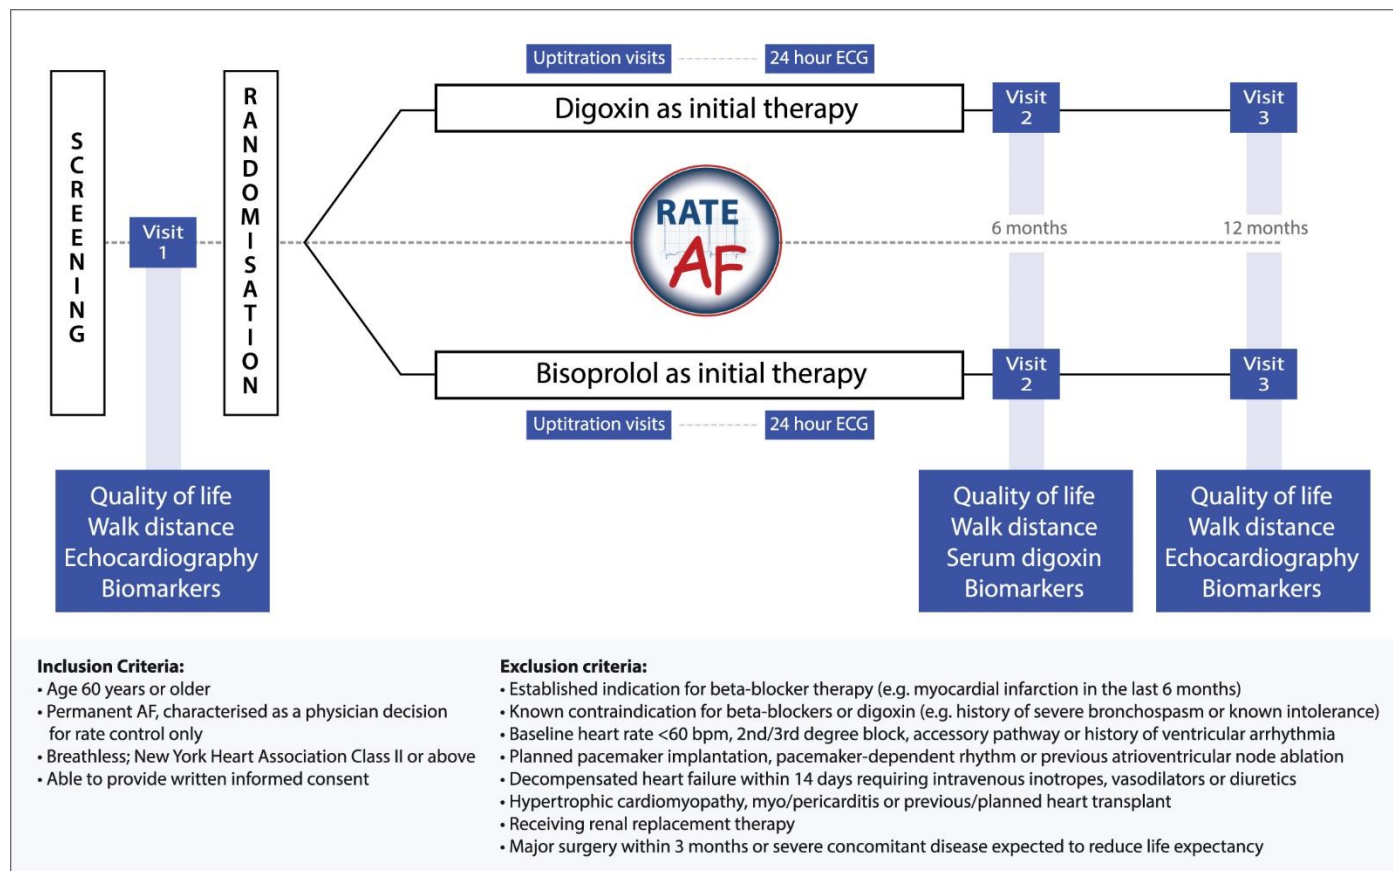 Uptitration visits
24 hour ECG
SCREENING
RANDOMISATION
Digoxin as initial therapy
Visit
2
Visit
3
Visit
1
RATE
AF
6 months
12 months
Bisoprolol as initial therapy
Visit
2
Visit
3
Uptitration visits
24 hour ECG
Quality of life
Walk distance
Echocardiography
Biomarkers
Quality of life
Walk distance
Serum digoxin
Biomarkers
Quality of life
Walk distance
Echocardiography
Biomarkers
Inclusion Criteria:
• Age 60 years or older
• Permanent AF, characterised as a physician decision
for rate control only
• Breathless; New York Heart Association Class II or above
• Able to provide written informed consent
Exclusion criteria:
• Established indication for beta-blocker therapy (e.g. myocardial infarction in the last 6 months)
• Known contraindication for beta-blockers or digoxin (e.g. history of severe bronchospasm or known intolerance)
• Baseline heart rate <60 bpm, 2nd/3rd degree block, accessory pathway or history of ventricular arrhythmia
• Planned pacemaker implantation, pacemaker-dependent rhythm or previous atrioventricular node ablation
• Decompensated heart failure within 14 days requiring intravenous inotropes, vasodilators or diuretics
• Hypertrophic cardiomyopathy, myo/pericarditis or previous/planned heart transplant
• Receiving renal replacement therapy
• Major surgery within 3 months or severe concomitant disease expected to reduce life expectancy